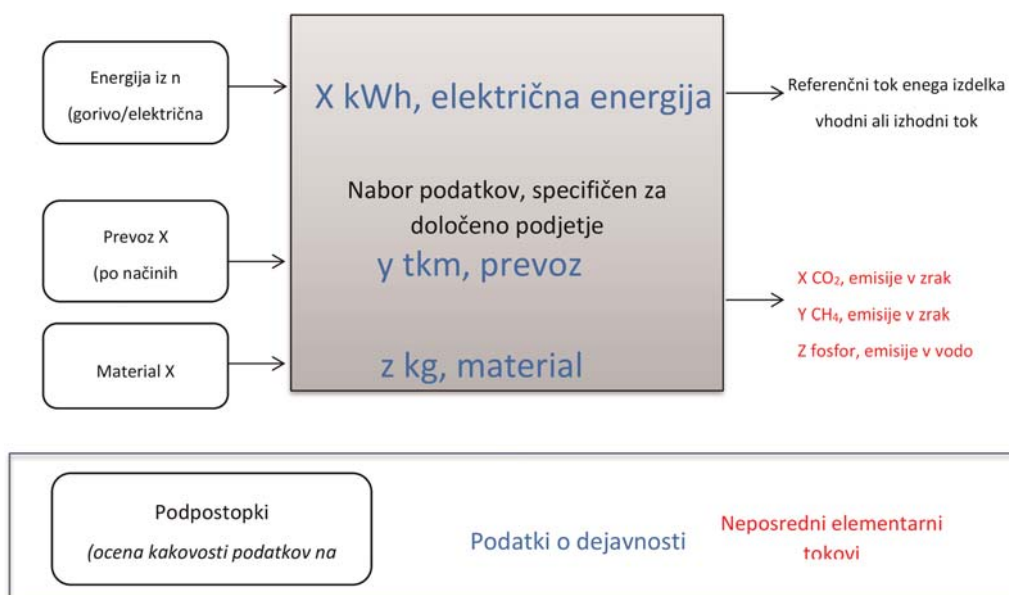 Energija iz n
(gorivo/električna
X kWh, električna energija
Referenčni tok enega izdelka
vhodni ali izhodni tok
Nabor podatkov, specifičen za
določeno podjetje
Prevoz X
(po načinih
y tkm, prevoz
X CO₂, emisije v zrak
Y CH₄, emisije v zrak
Z fosfor, emisije v vodo
Material X
z kg, material
Podpostopki
(ocena kakovosti podatkov na
Podatki o dejavnosti
Neposredni elementarni
tokovi